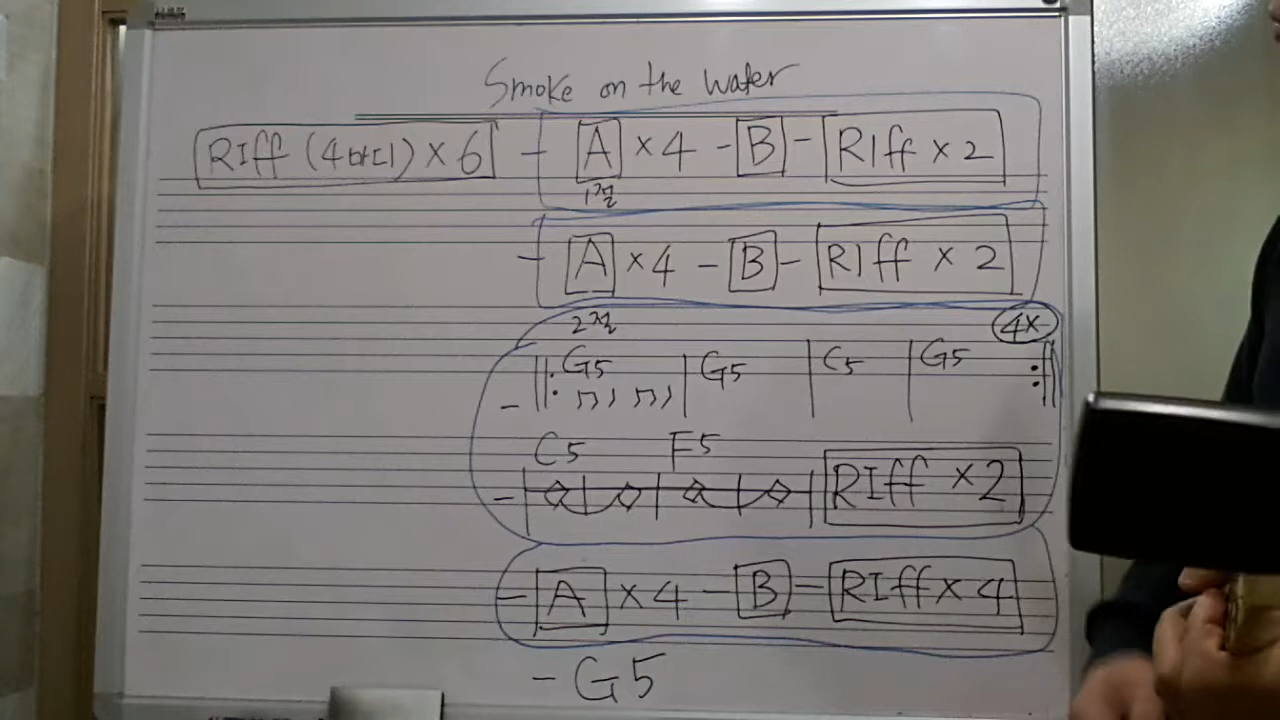 Smoke on the water
RIff (4마디) × 6 - A × 4 - B - RIff × 2
1절
- A × 4 - B - RIff × 2
2절
4×
- G5 G5 C5 G5
C5 F5
- RIff × 2
- A × 4 - B - RIff × 4
- G5